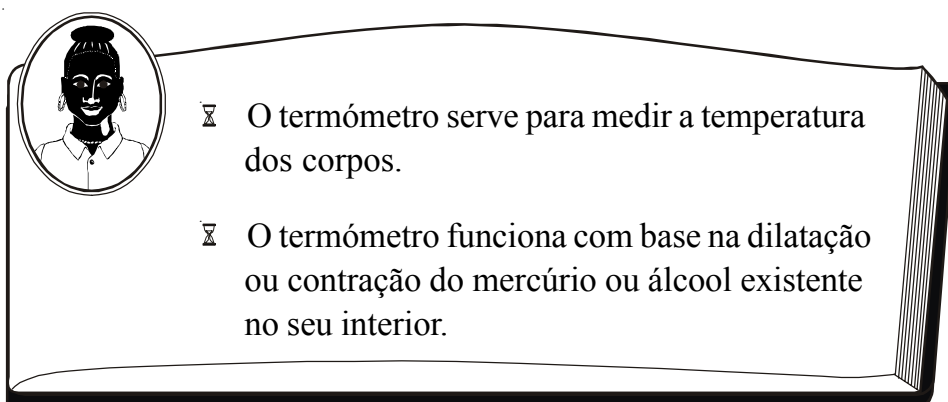 O termómetro serve para medir a temperatura
dos corpos.
O termómetro funciona com base na dilatação
ou contração do mercúrio ou álcool existente
no seu interior.